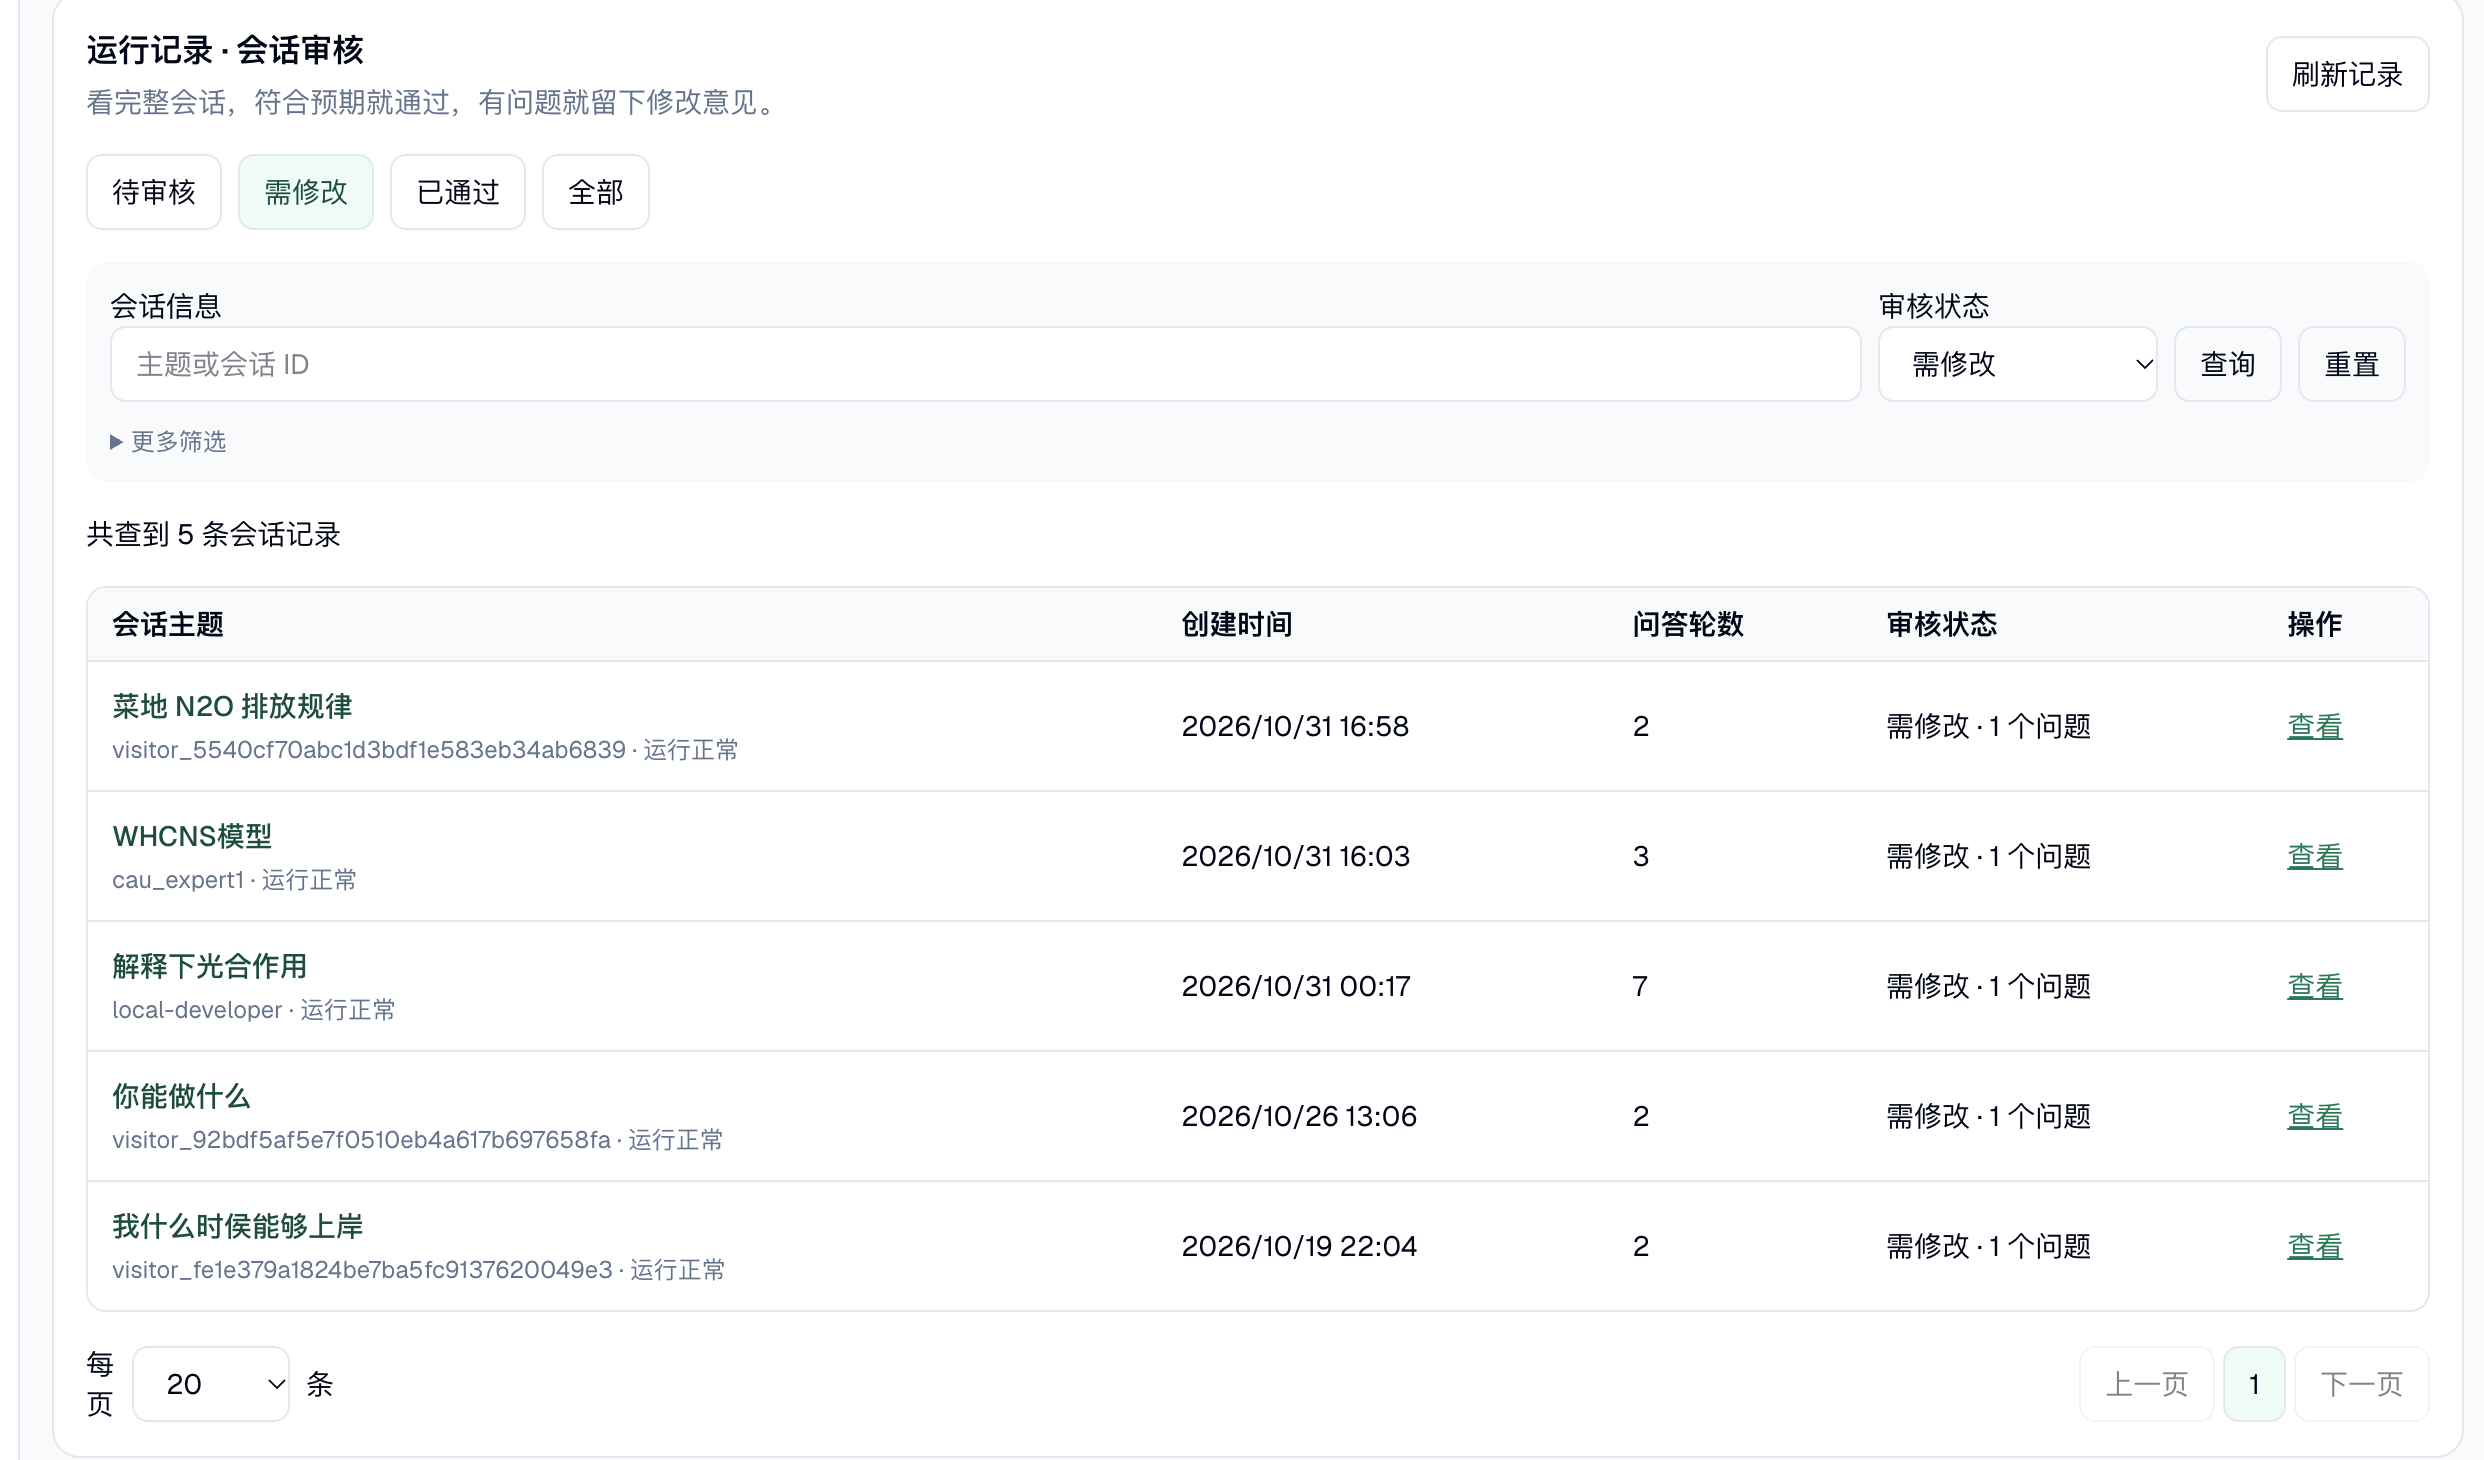 运行记录 · 会话审核
看完整会话，符合预期就通过，有问题就留下修改意见。
刷新记录
待审核 需修改 已通过 全部
会话信息 审核状态
主题或会话 ID 需修改 查询 重置
▶ 更多筛选
共查到 5 条会话记录
会话主题 创建时间 问答轮数 审核状态 操作
菜地 N2O 排放规律
visitor_5540cf70abc1d3bdf1e583eb34ab6839 · 运行正常
2026/10/31 16:58 2 需修改 · 1 个问题 查看
WHCNS模型
cau_expert1 · 运行正常
2026/10/31 16:03 3 需修改 · 1 个问题 查看
解释下光合作用
local-developer · 运行正常
2026/10/31 00:17 7 需修改 · 1 个问题 查看
你能做什么
visitor_92bdf5af5e7f0510eb4a617b697658fa · 运行正常
2026/10/26 13:06 2 需修改 · 1 个问题 查看
我什么时侯能够上岸
visitor_fe1e379a1824be7ba5fc9137620049e3 · 运行正常
2026/10/19 22:04 2 需修改 · 1 个问题 查看
每页 20 条
上一页 1 下一页